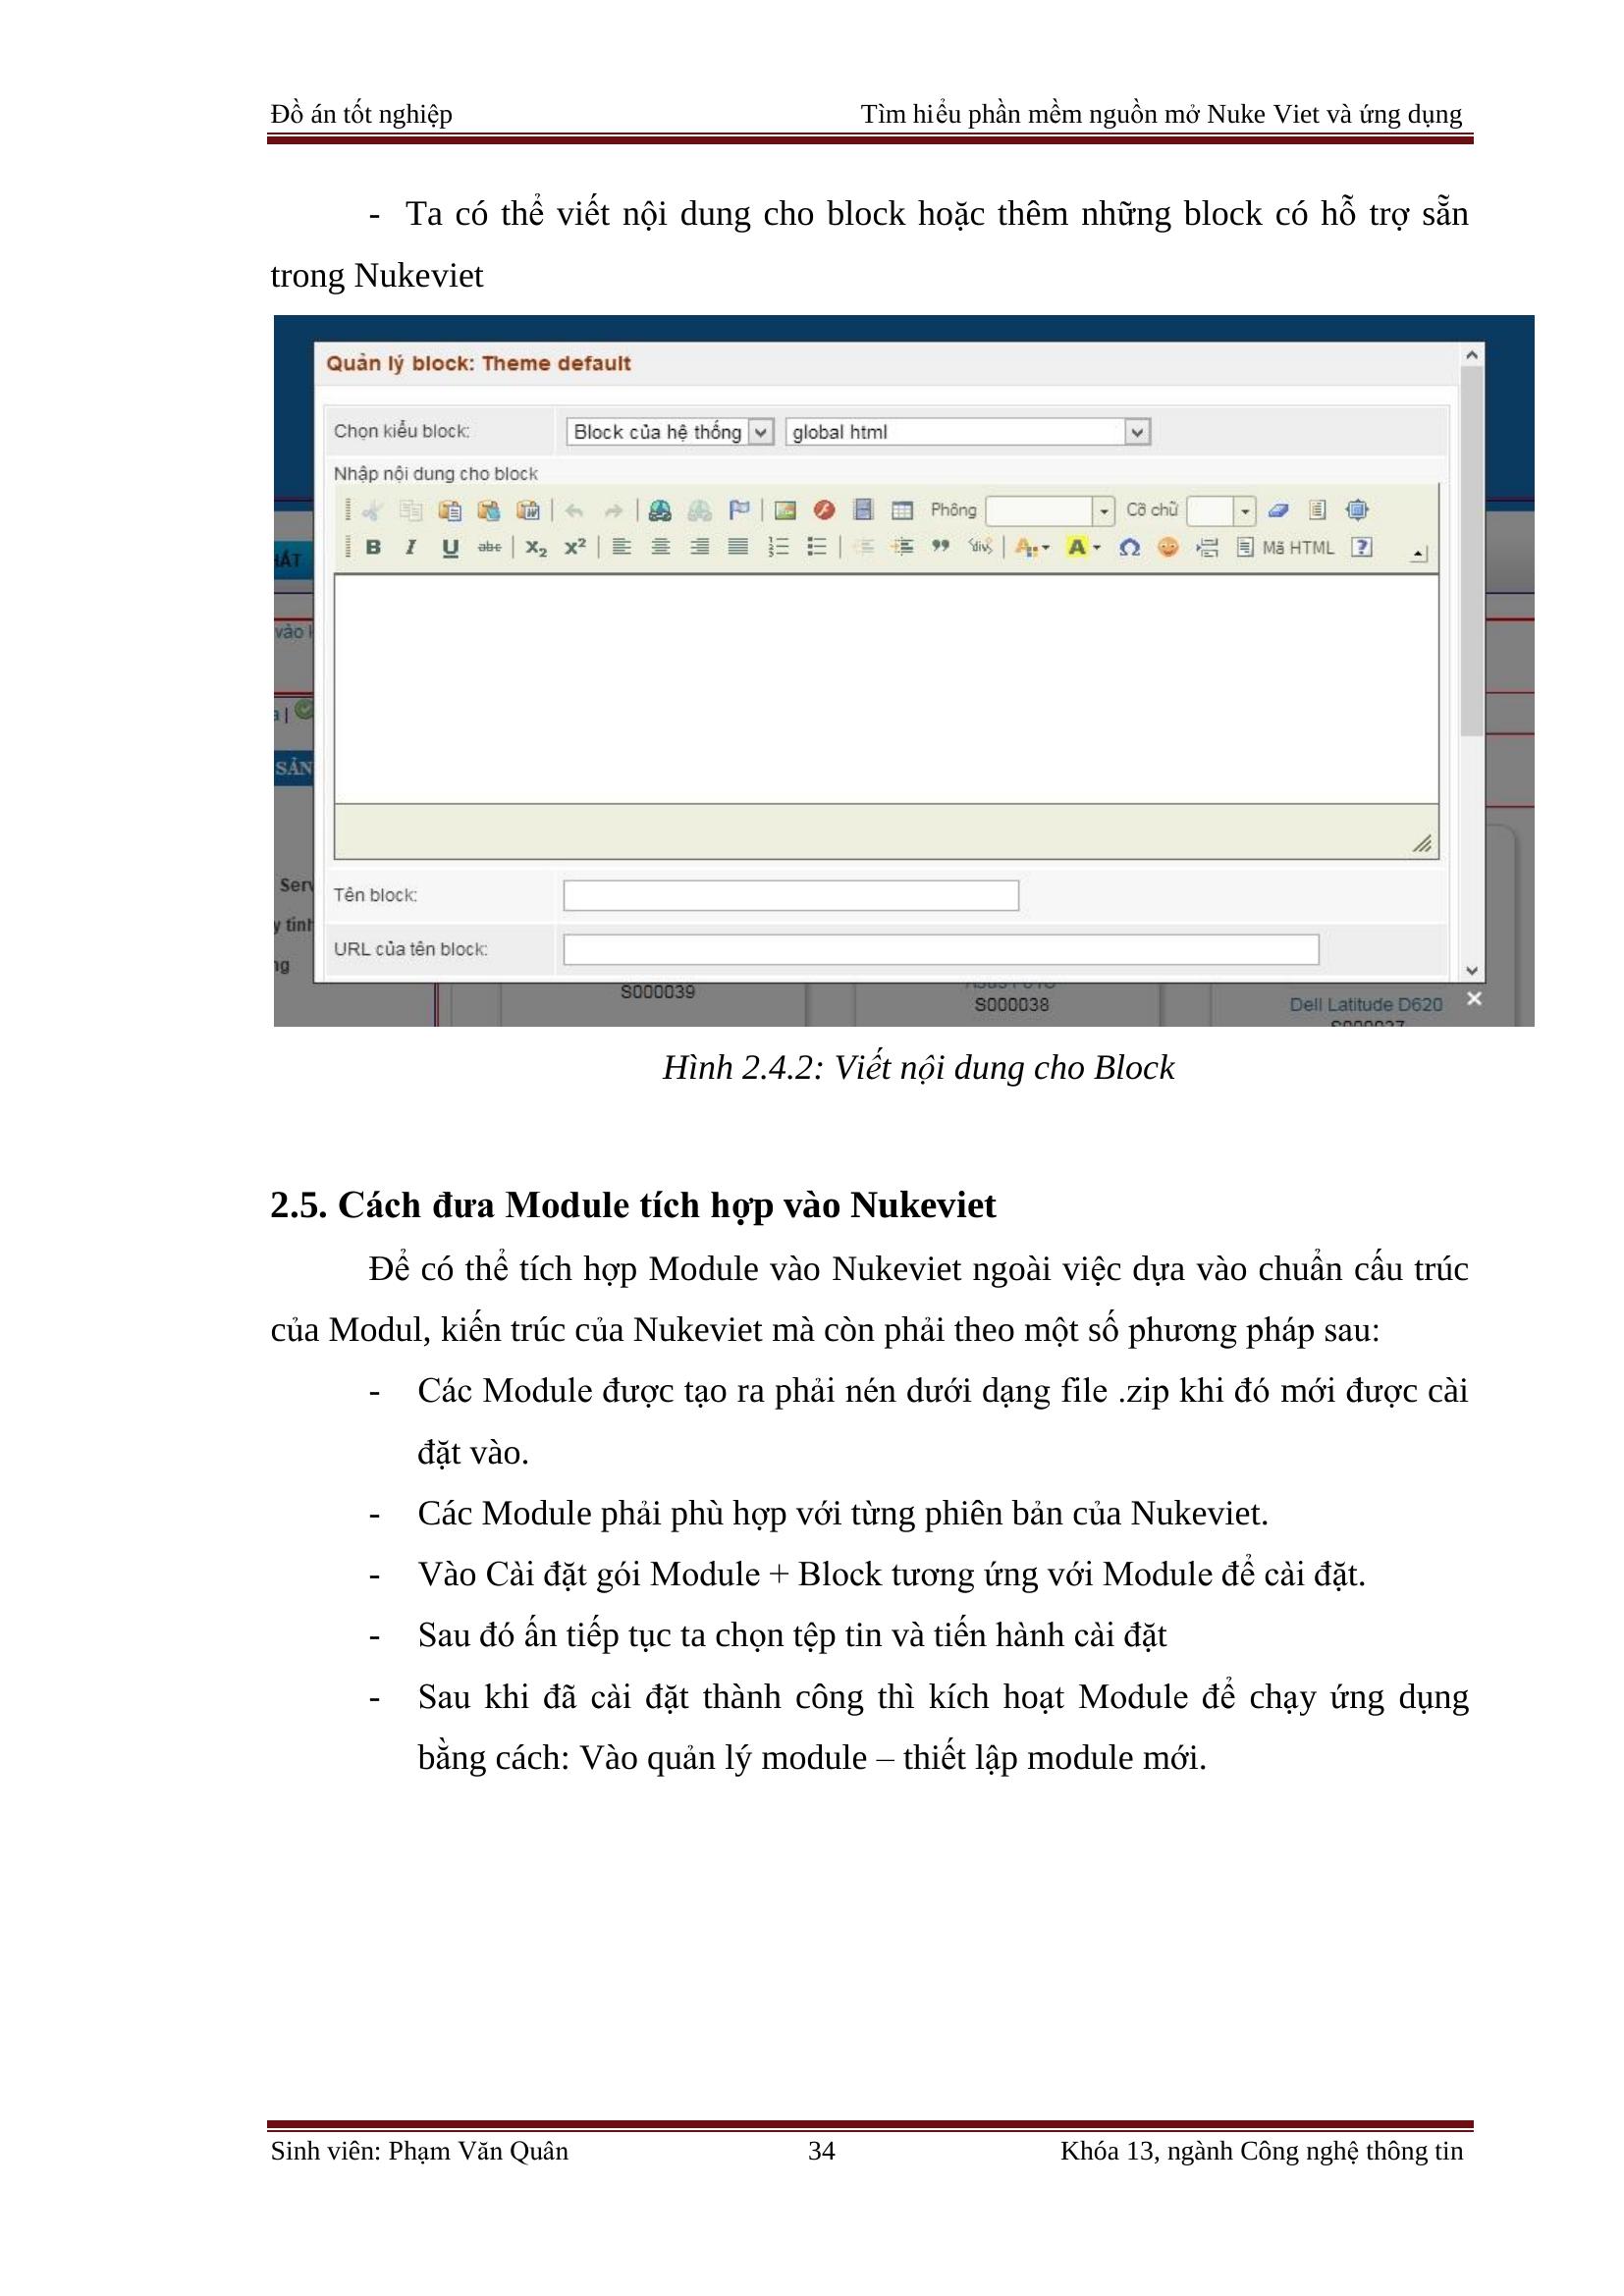 Đồ án tốt nghiệp Tìm hiểu phần mềm nguồn mở Nuke Viet và ứng dụng
- Ta có thể viết nội dung cho block hoặc thêm những block có hỗ trợ sẵn
trong Nukeviet
Quản lý block: Theme default
Chọn kiểu block: Block của hệ thống global html
Nhập nội dung cho block
Phông Cỡ chữ
B I U abc X₂ X² Mã HTML
vào
SẢN
Tên block:
URL của tên block:
S000039
S000038
Dell Latitude D620
Hình 2.4.2: Viết nội dung cho Block
2.5. Cách đưa Module tích hợp vào Nukeviet
Để có thể tích hợp Module vào Nukeviet ngoài việc dựa vào chuẩn cấu trúc
của Modul, kiến trúc của Nukeviet mà còn phải theo một số phương pháp sau:
- Các Module được tạo ra phải nén dưới dạng file .zip khi đó mới được cài
đặt vào.
- Các Module phải phù hợp với từng phiên bản của Nukeviet.
- Vào Cài đặt gói Module + Block tương ứng với Module để cài đặt.
- Sau đó ấn tiếp tục ta chọn tệp tin và tiến hành cài đặt
- Sau khi đã cài đặt thành công thì kích hoạt Module để chạy ứng dụng
bằng cách: Vào quản lý module – thiết lập module mới.
Sinh viên: Phạm Văn Quân 34 Khóa 13, ngành Công nghệ thông tin